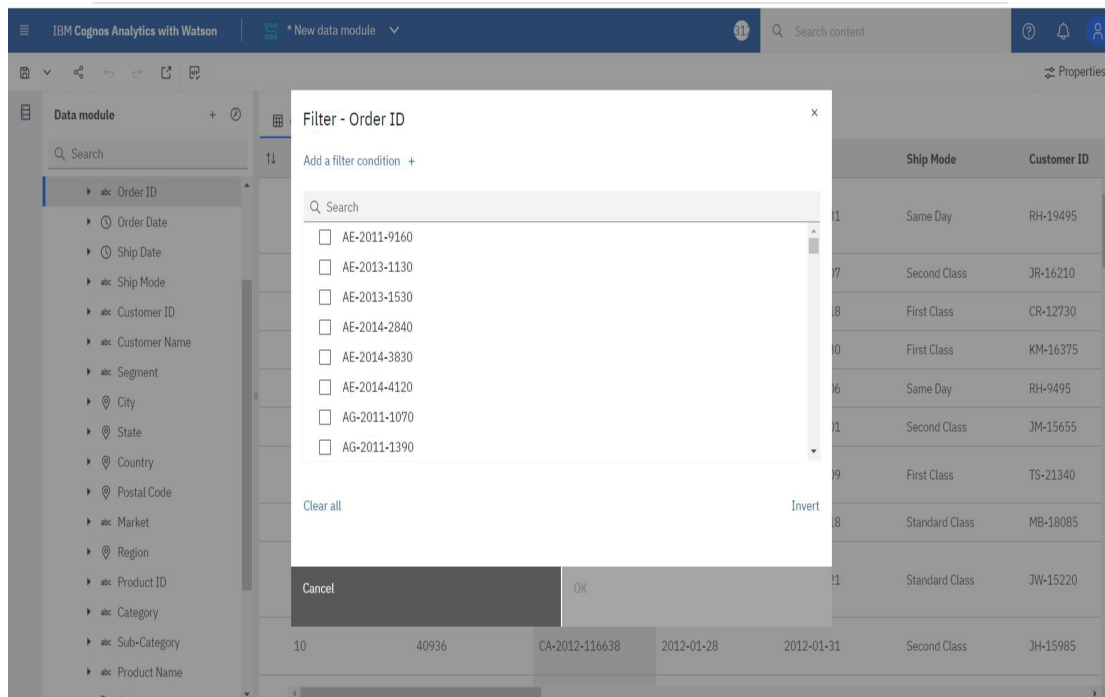 IBM Cognos Analytics with Watson
* New data module
Search content
Properties
Data module
Search
Order ID
Order Date
Ship Date
Ship Mode
Customer ID
Customer Name
Segment
City
State
Country
Postal Code
Market
Region
Product ID
Category
Sub-Category
Product Name
Filter - Order ID
Add a filter condition +
Search
AE-2011-9160
AE-2013-1130
AE-2013-1530
AE-2014-2840
AE-2014-3830
AE-2014-4120
AG-2011-1070
AG-2011-1390
Clear all Invert
Cancel OK
Ship Mode Customer ID
Same Day RH-19495
Second Class JR-16210
First Class CR-12730
First Class KM-16375
Same Day RH-9495
Second Class JM-15655
First Class TS-21340
Standard Class MB-18085
Standard Class JW-15220
10 40936 CA-2012-116638 2012-01-28 2012-01-31 Second Class JH-15985